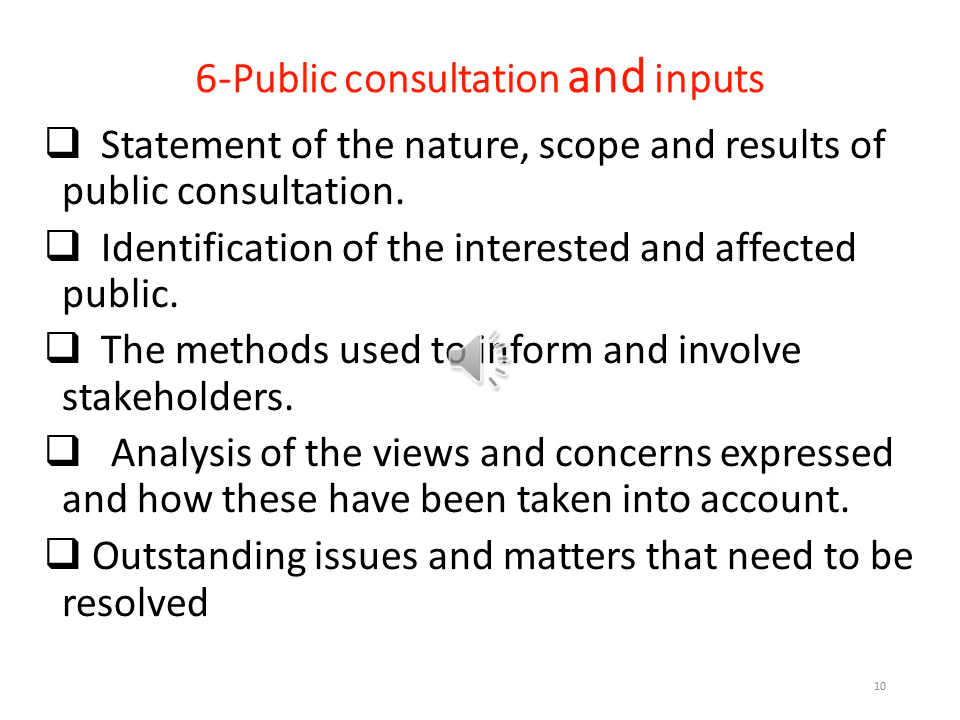 6-Public consultation and inputs
❑ Statement of the nature, scope and results of
public consultation.
❑ Identification of the interested and affected
public.
❑ The methods used to inform and involve
stakeholders.
❑ Analysis of the views and concerns expressed
and how these have been taken into account.
❑ Outstanding issues and matters that need to be
resolved
10